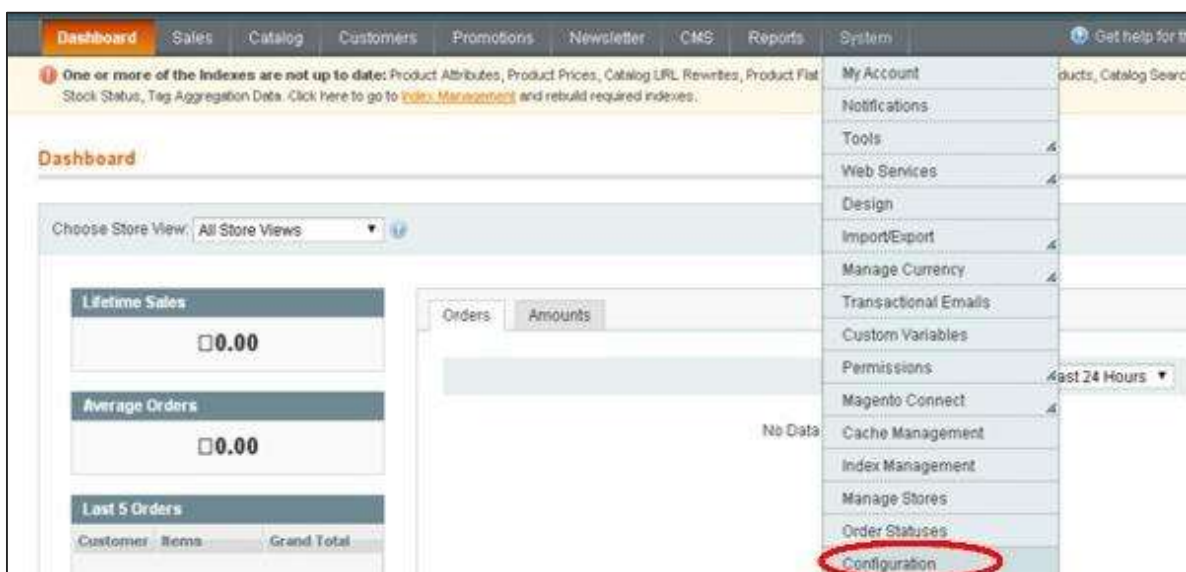 Dashboard Sales Catalog Customers Promotions Newsletter CMS Reports System Get help for th
One or more of the Indexes are not up to date: Product Attributes, Product Prices, Catalog URL Rewrites, Product Flat ducts, Catalog Searc
Stock Status, Tag Aggregation Data. Click here to go to Index Management and rebuild required indexes.
My Account
Notifications
Tools
Web Services
Design
Import/Export
Manage Currency
Transactional Emails
Custom Variables
Permissions
Magento Connect
Cache Management
Index Management
Manage Stores
Order Statuses
Configuration
Dashboard
Choose Store View: All Store Views
Lifetime Sales
0.00
Average Orders
0.00
Last 5 Orders
Customer Items Grand Total
Orders Amounts
ast 24 Hours
No Data